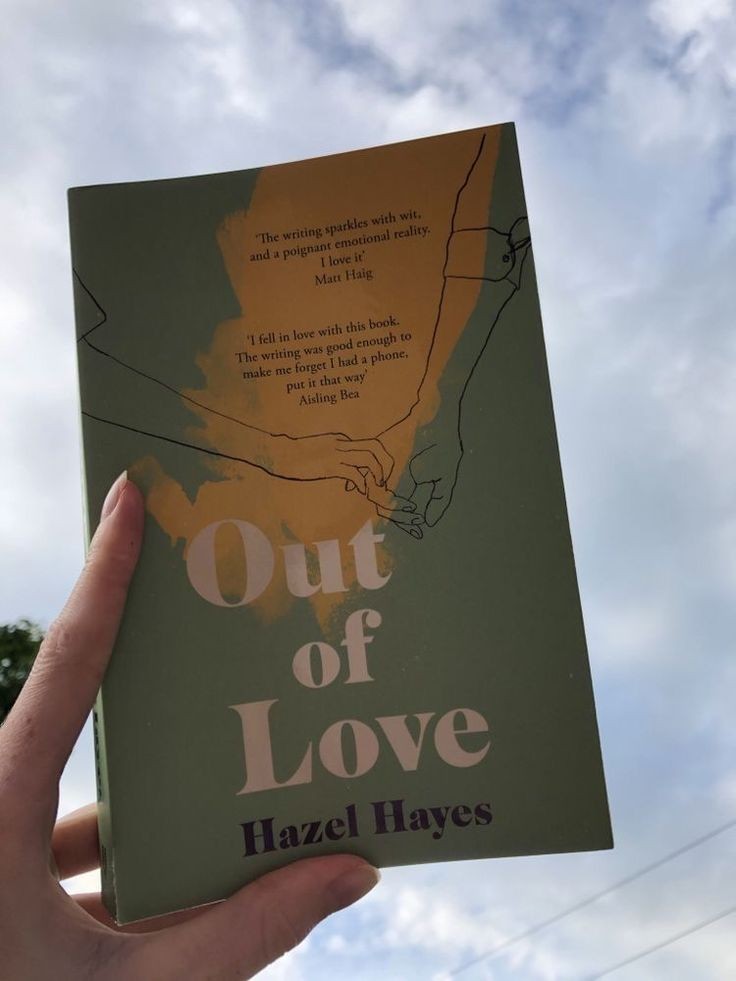 'The writing sparkles with wit,
and a poignant emotional reality.
I love it'
Matt Haig
'I fell in love with this book.
The writing was good enough to
make me forget I had a phone,
put it that way'
Aisling Bea
Out
of
Love
Hazel Hayes